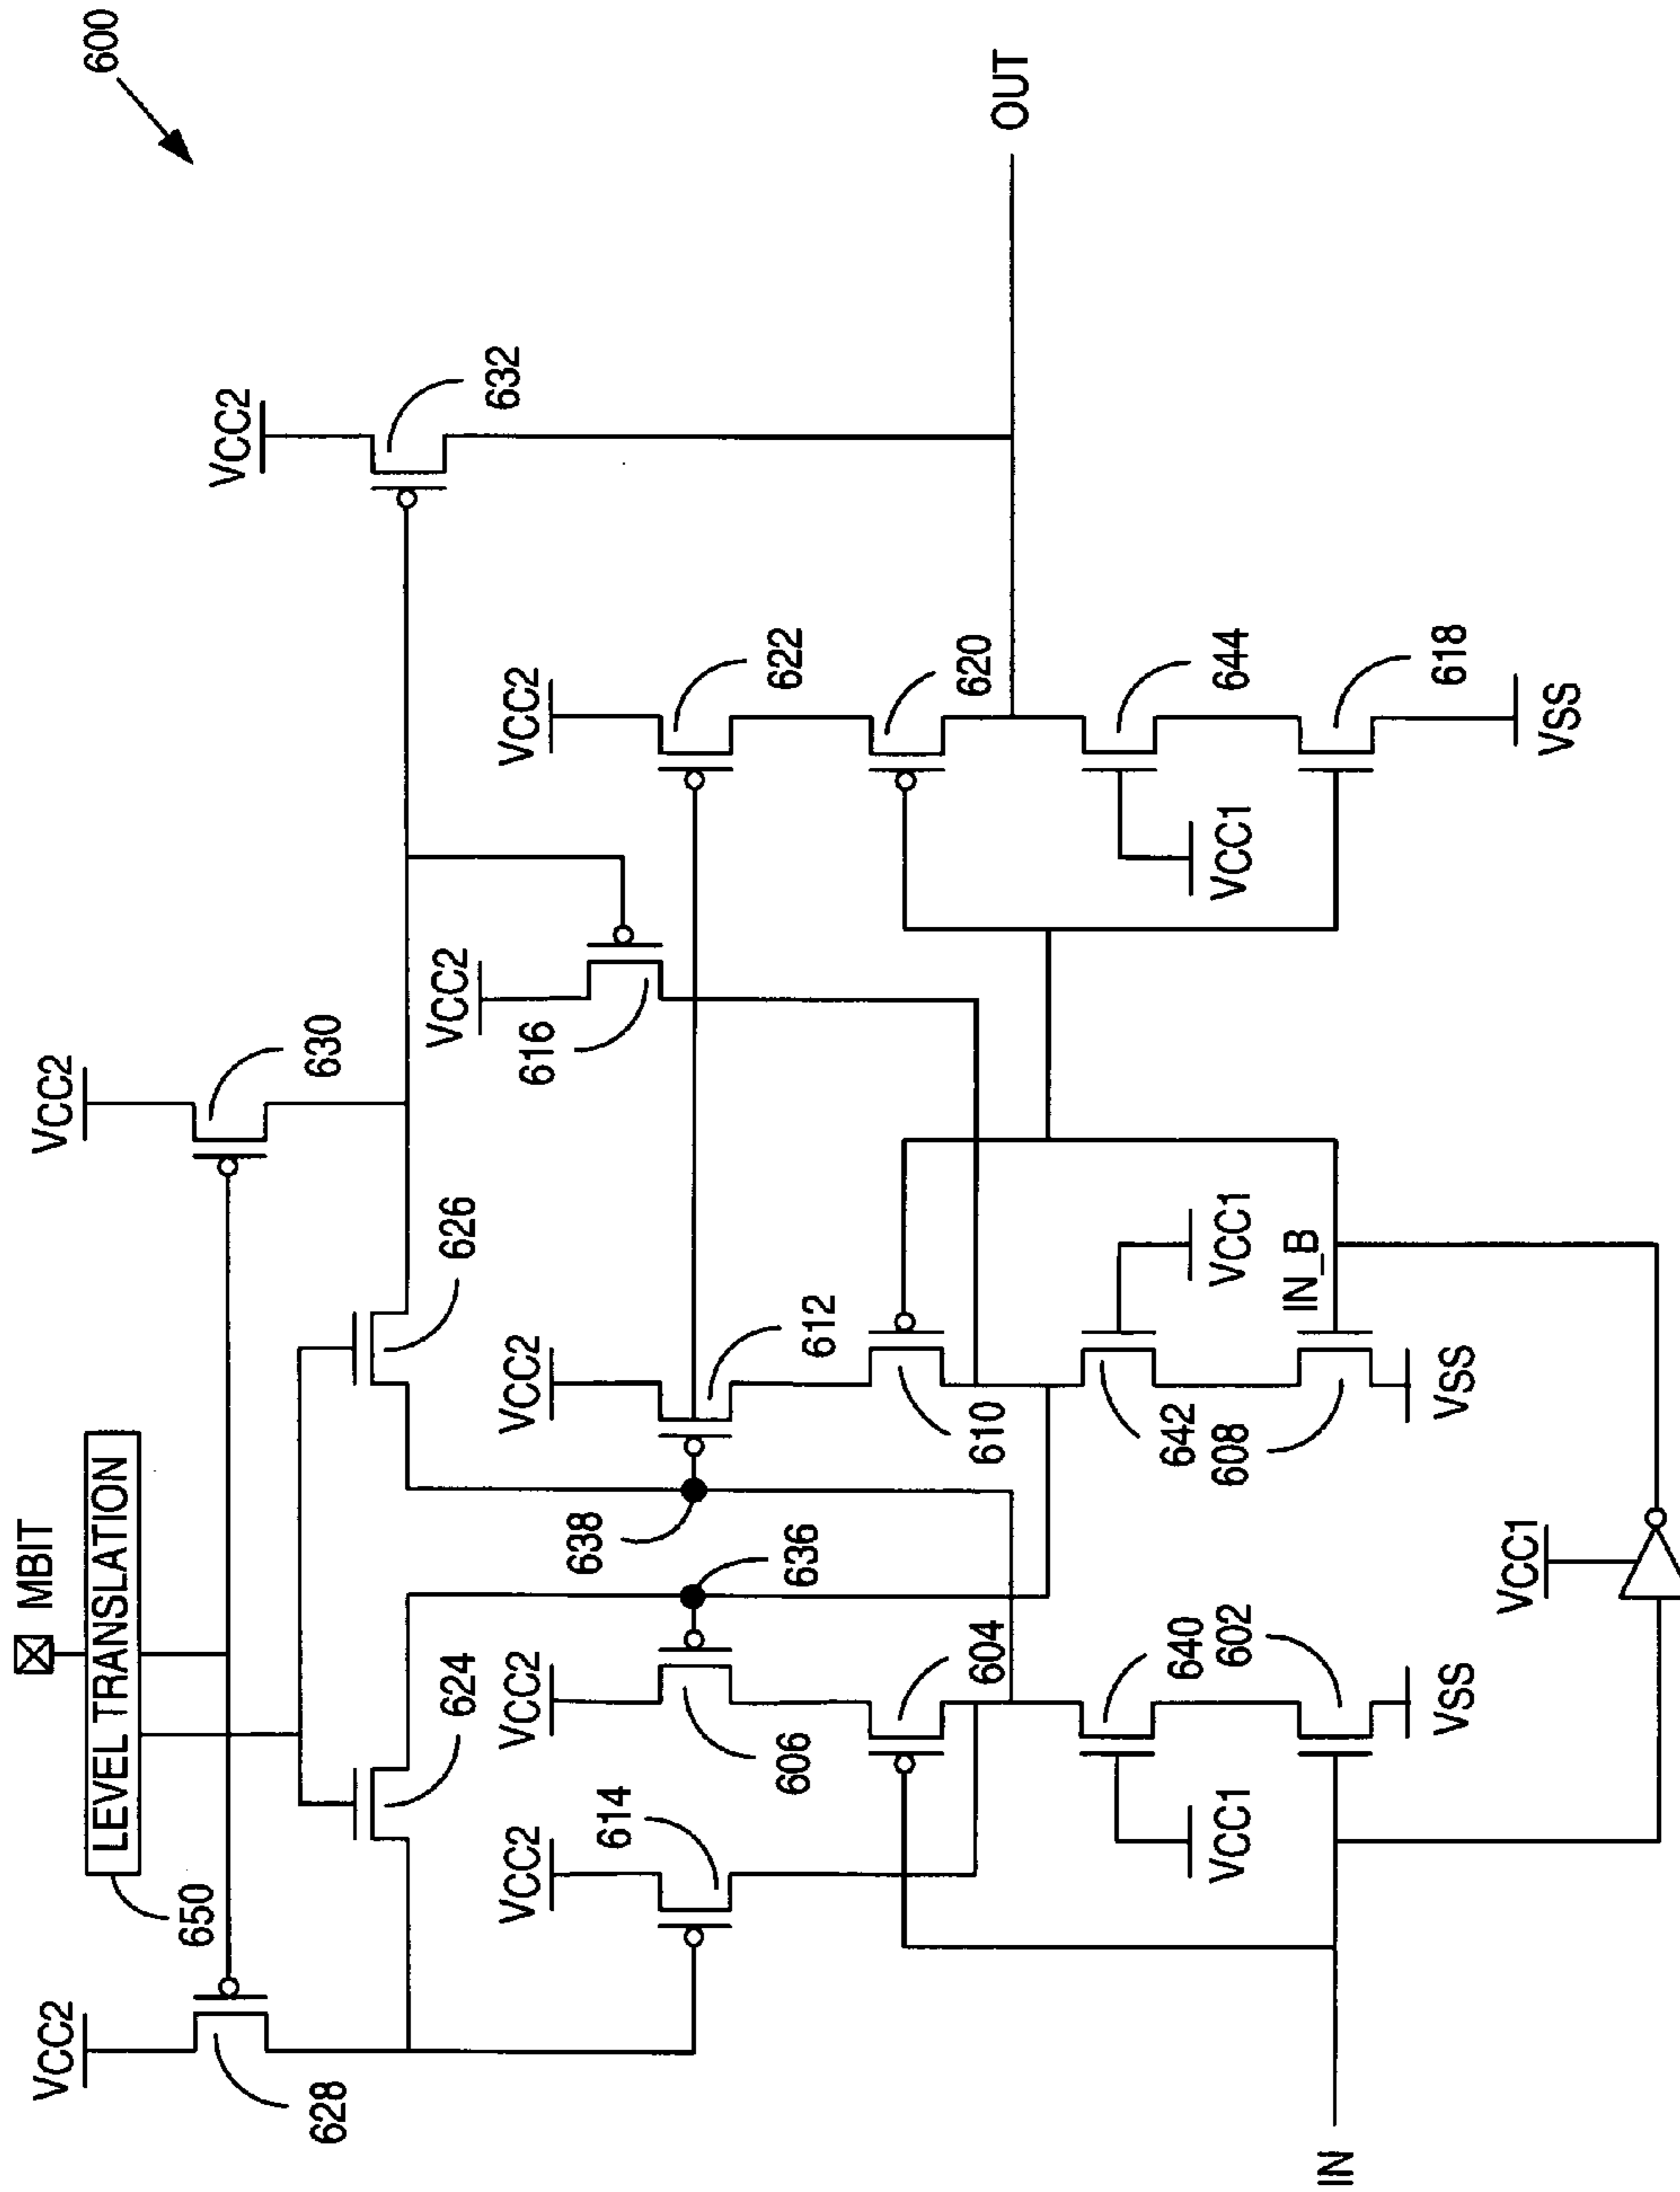 600
MBIT
LEVEL TRANSLATION
650
VCC2
628
VCC2
630
VCC2
632
624
626
VCC2
614
VCC2
606
636
638
VCC2
612
VCC2
616
VCC2
622
604
610
620
OUT
VCC1
640
602
642
608
VCC1
IN_B
VCC1
644
618
VSS
VSS
VSS
IN
VCC1